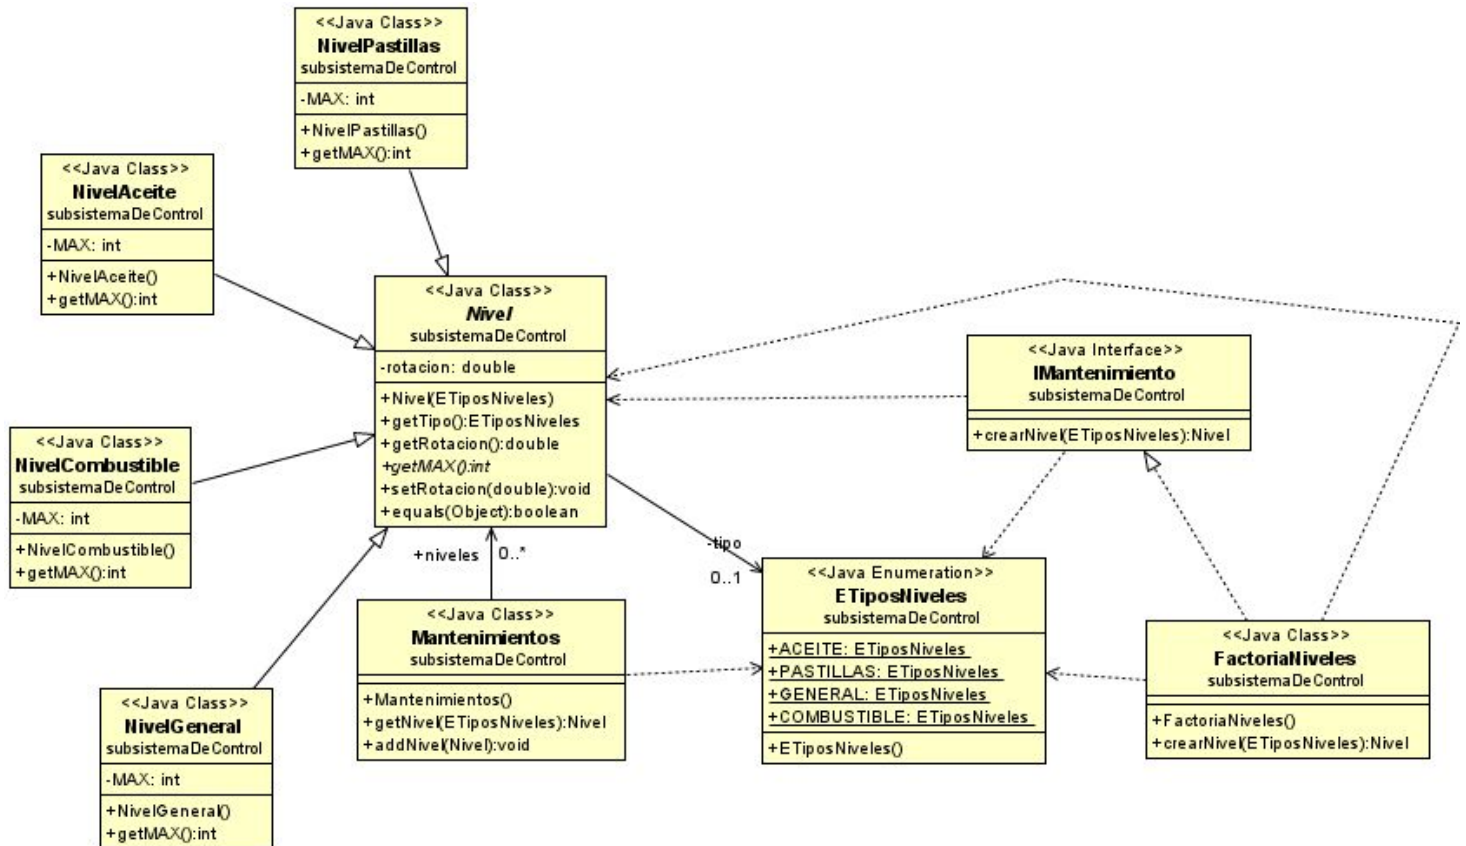 <<Java Class>>
NivelPastillas
subsistemaDeControl
-MAX: int
+NivelPastillas()
+getMAX():int
<<Java Class>>
NivelAceite
subsistemaDeControl
-MAX: int
+NivelAceite()
+getMAX():int
<<Java Class>>
Nivel
subsistemaDeControl
-rotacion: double
+Nivel(ETiposNiveles)
+getTipo():ETiposNiveles
+getRotacion():double
+getMAX():int
+setRotacion(double):void
+equals(Object):boolean
<<Java Interface>>
IMantenimiento
subsistemaDeControl
+crearNivel(ETiposNiveles):Nivel
<<Java Class>>
NivelCombustible
subsistemaDeControl
-MAX: int
+NivelCombustible()
+getMAX():int
+niveles
0..*
-tipo
0..1
<<Java Class>>
Mantenimientos
subsistemaDeControl
+Mantenimientos()
+getNivel(ETiposNiveles):Nivel
+addNivel(Nivel):void
<<Java Enumeration>>
ETiposNiveles
subsistemaDeControl
+ACEITE: ETiposNiveles
+PASTILLAS: ETiposNiveles
+GENERAL: ETiposNiveles
+COMBUSTIBLE: ETiposNiveles
+ETiposNiveles()
<<Java Class>>
FactoriaNiveles
subsistemaDeControl
+FactoriaNiveles()
+crearNivel(ETiposNiveles):Nivel
<<Java Class>>
NivelGeneral
subsistemaDeControl
-MAX: int
+NivelGeneral()
+getMAX():int